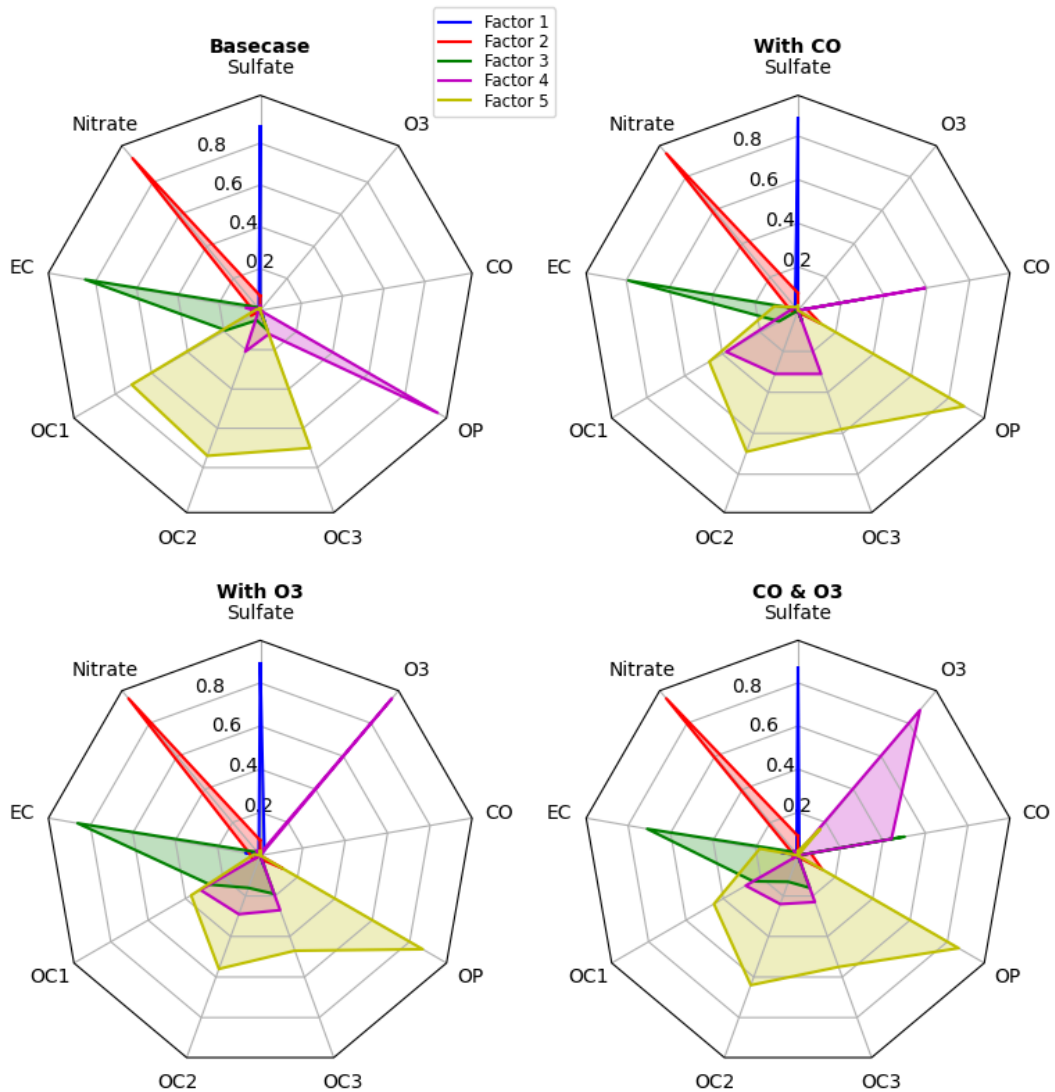 Factor 1
Factor 2
Factor 3
Factor 4
Factor 5
Basecase
Sulfate
Nitrate
O3
EC
CO
OC1
OP
OC2
OC3
0.8
0.6
0.4
0.2
With CO
Sulfate
Nitrate
O3
EC
CO
OC1
OP
OC2
OC3
0.8
0.6
0.4
0.2
With O3
Sulfate
Nitrate
O3
EC
CO
OC1
OP
OC2
OC3
0.8
0.6
0.4
0.2
CO & O3
Sulfate
Nitrate
O3
EC
CO
OC1
OP
OC2
OC3
0.8
0.6
0.4
0.2